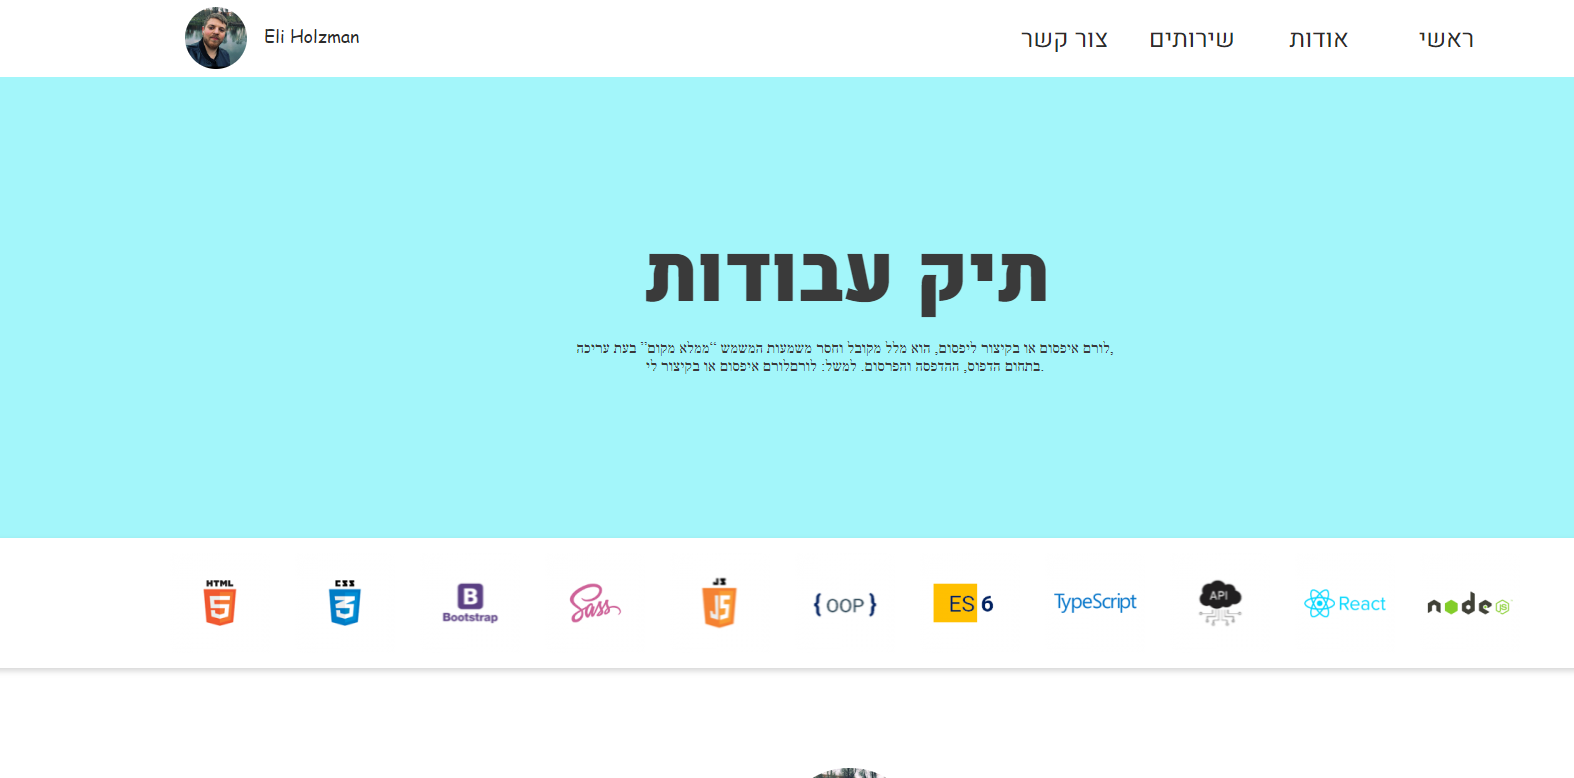 Eli Holzman
ראשי אודות שירותים צור קשר
תיק עבודות
לורם איפסום או בקיצור ליפסום, הוא מלל מקובל וחסר משמעות המשמש “ממלא מקום” בעת עריכה,
בתחום הדפוס, ההדפסה והפרסום. למשל: לורםלורם איפסום או בקיצור לי.
HTML 5
CSS 3
B Bootstrap
Sass
JS JS
{OOP}
ES 6
TypeScript
API
React
node JS